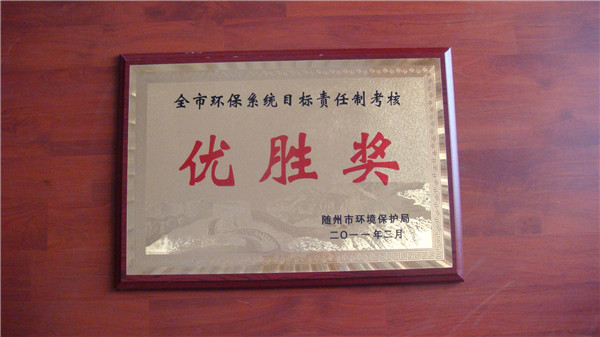 全市环保系统目标责任制考核
优胜奖
随州市环境保护局
二〇一一年二月